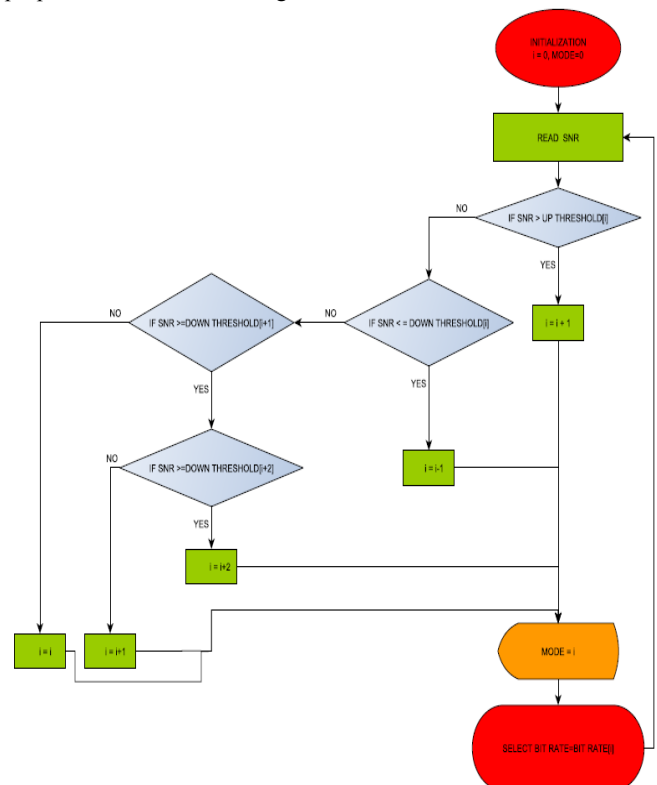 INITIALIZATION
i = 0, MODE=0
READ SNR
IF SNR > UP THRESHOLD[i]
NO
YES
IF SNR >=DOWN THRESHOLD[i+1]
NO
IF SNR < = DOWN THRESHOLD[i]
NO
i = i + 1
YES
YES
IF SNR >=DOWN THRESHOLD[i+2]
NO
i = i-1
YES
i = i+2
i = i
i = i+1
MODE = i
SELECT BIT RATE=BIT RATE[i]